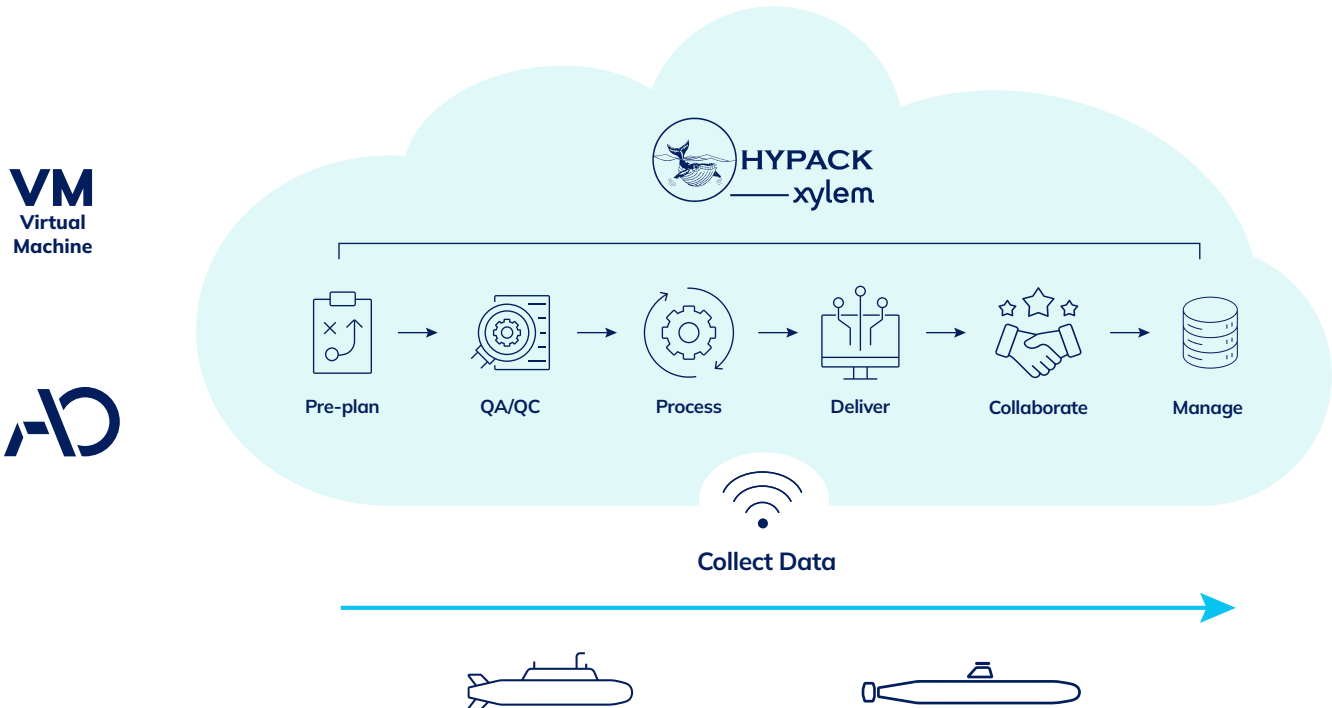 HYPACK
xylem
VM
Virtual
Machine
Pre-plan
QA/QC
Process
Deliver
Collaborate
Manage
Collect Data